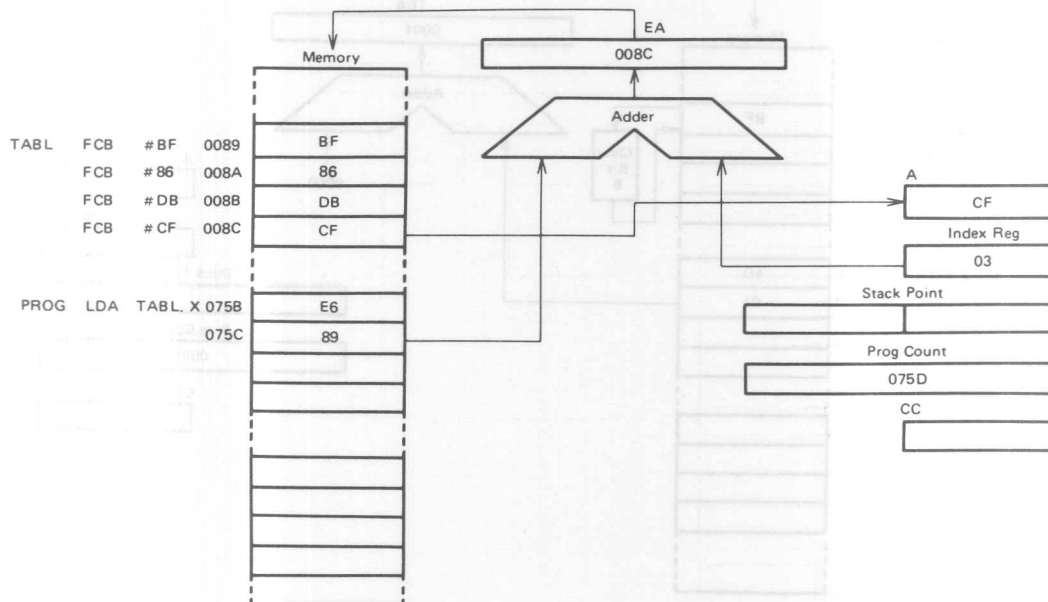 EA
008C
Memory
Adder
TABL FCB #BF 0089 BF
FCB #86 008A 86
FCB #DB 008B DB
FCB #CF 008C CF
A
CF
Index Reg
03
PROG LDA TABL. X 075B E6
075C 89
Stack Point
Prog Count
075D
CC